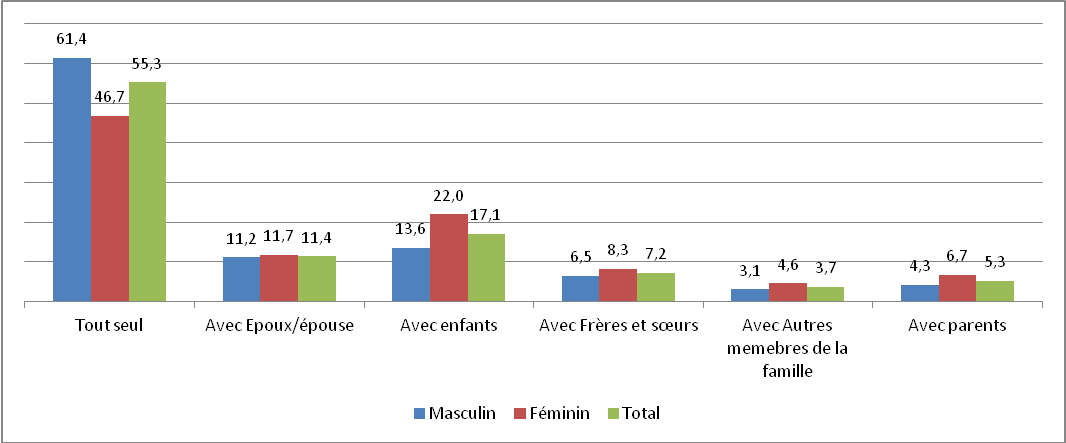 61,4
46,7
55,3
11,2
11,7
11,4
13,6
22,0
17,1
6,5
8,3
7,2
3,1
4,6
3,7
4,3
6,7
5,3
Tout seul
Avec Epoux/épouse
Avec enfants
Avec Frères et sœurs
Avec Autres
memebres de la
famille
Avec parents
Masculin
Féminin
Total